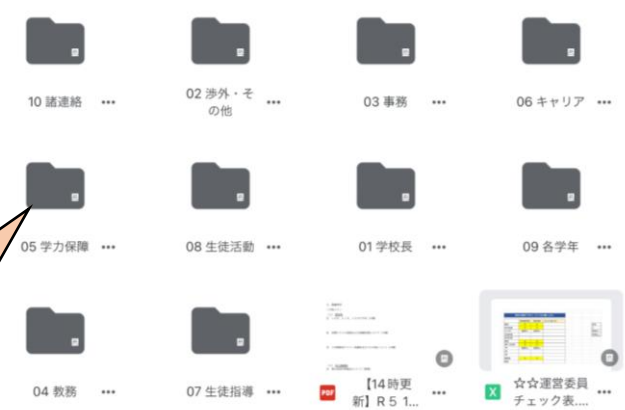 10 諸連絡
02 渉外・そ
の他
03 事務
06 キャリア
05 学力保障
08 生徒活動
01 学校長
09 各学年
04 教務
07 生徒指導
PDF
【14時更
新】R 5 1...
X
☆☆運営委員
チェック表....